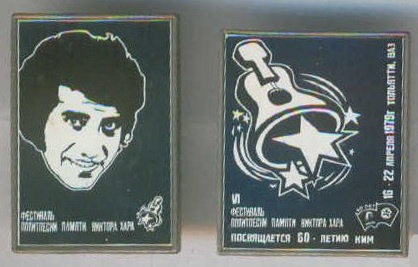 ФЕСТИВАЛЬ
ПОЛИТПЕСНИ ПАМЯТИ ВИКТОРА ХАРА
16 - 22 АПРЕЛЯ 1979г ТОЛЬЯТТИ, ВАЗ
VI
ФЕСТИВАЛЬ
ПОЛИТПЕСНИ ПАМЯТИ ВИКТОРА ХАРА
ПОСВЯЩАЕТСЯ 60-ЛЕТИЮ КИМ